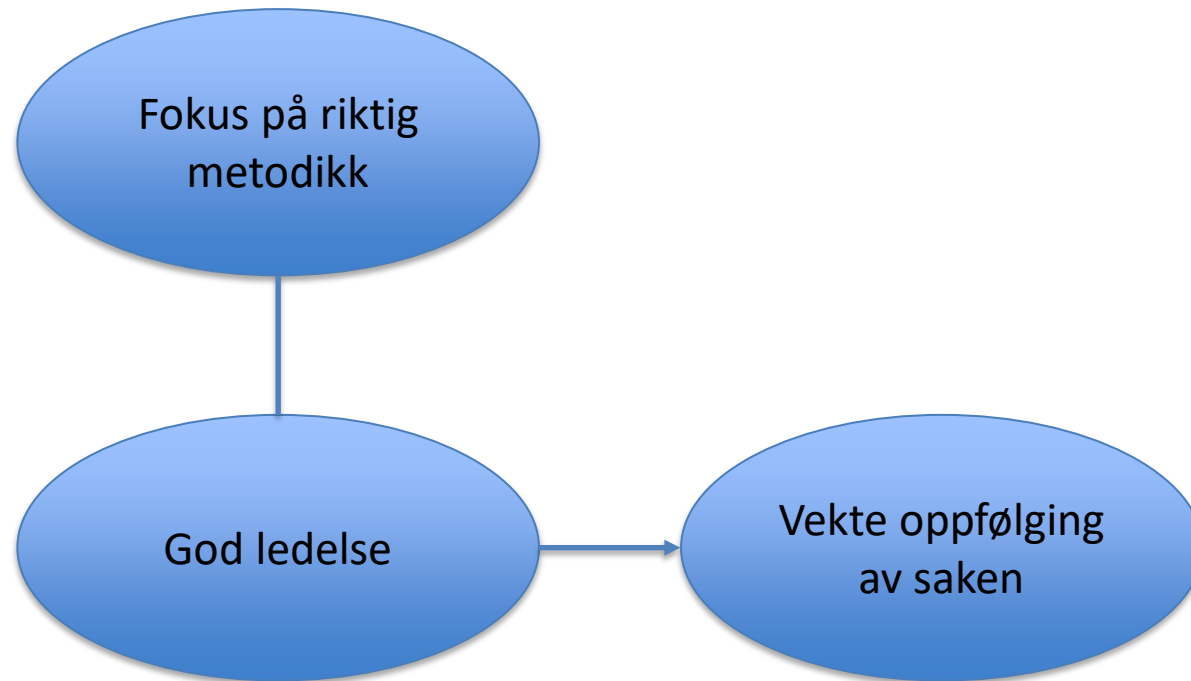 Fokus på riktig
metodikk
God ledelse
Vekte oppfølging
av saken